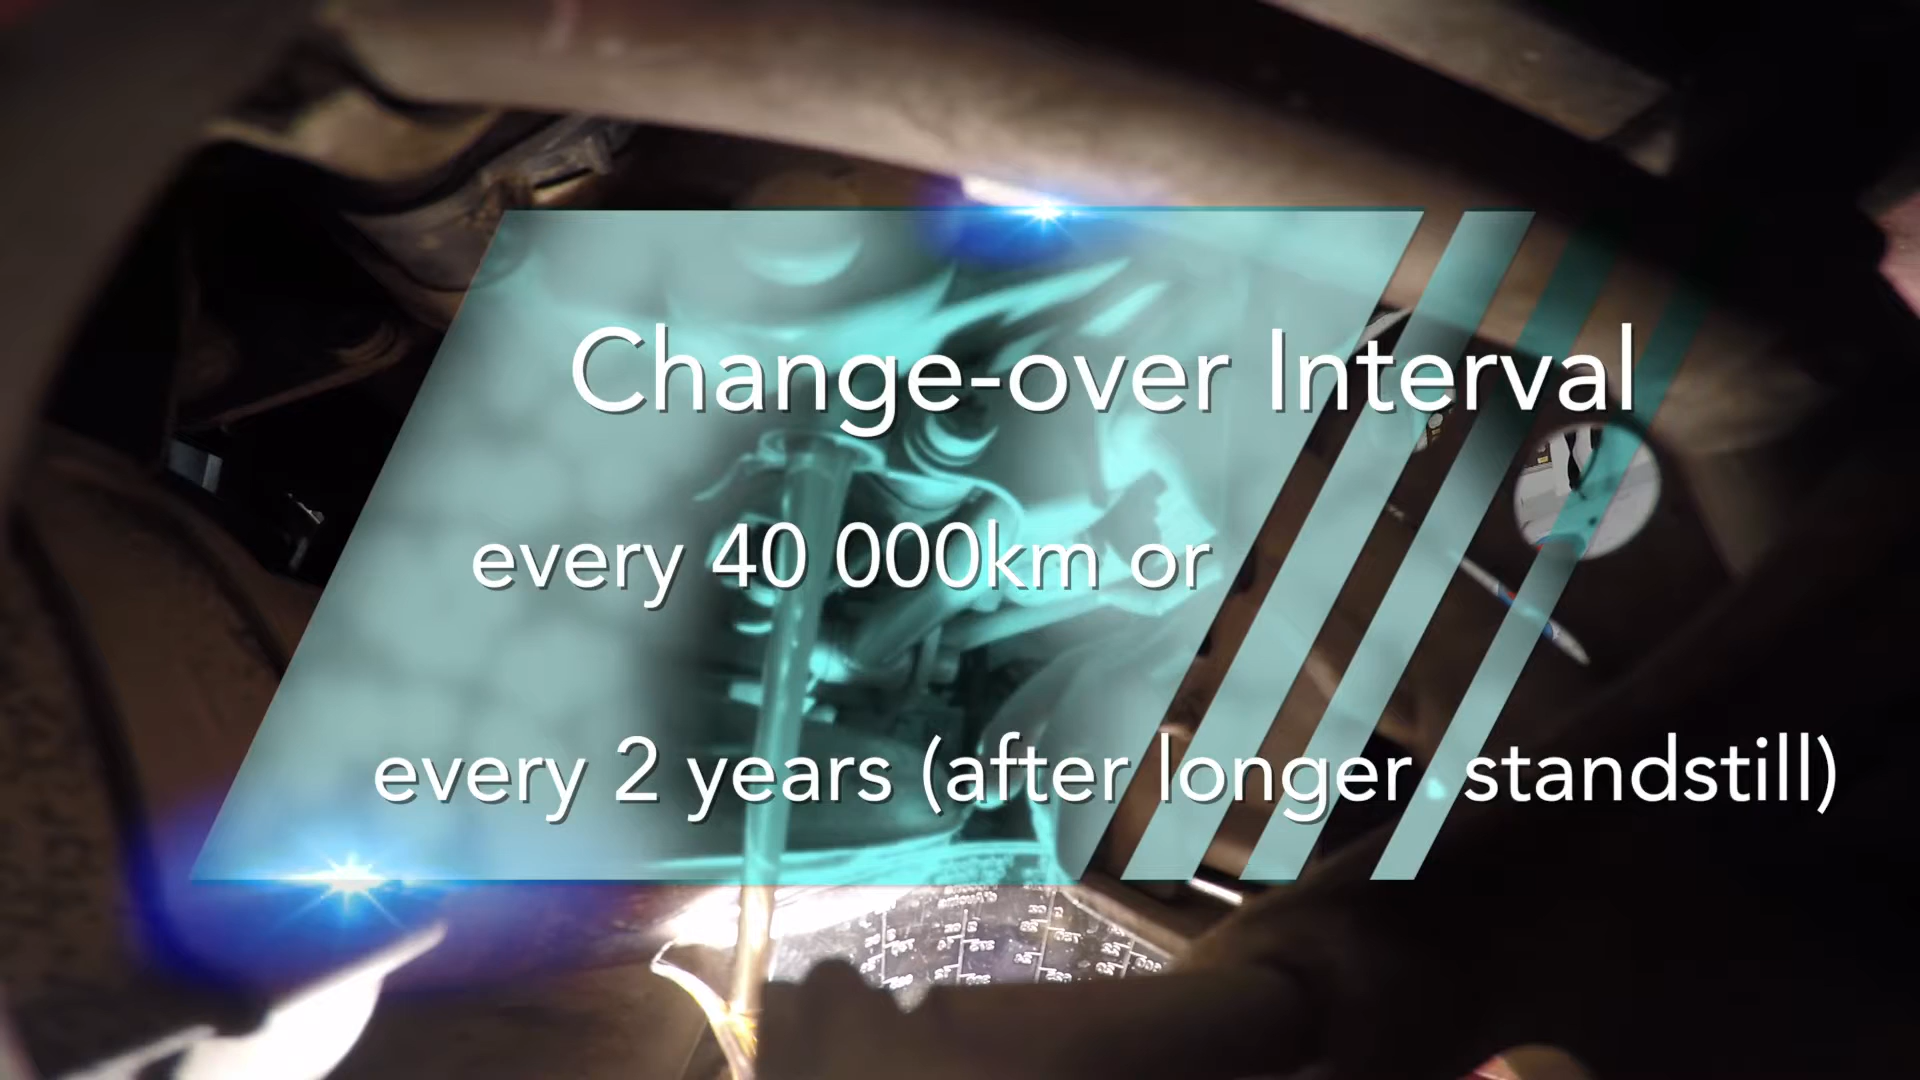 Change-over Interval
every 40 000km or
every 2 years (after longer standstill)